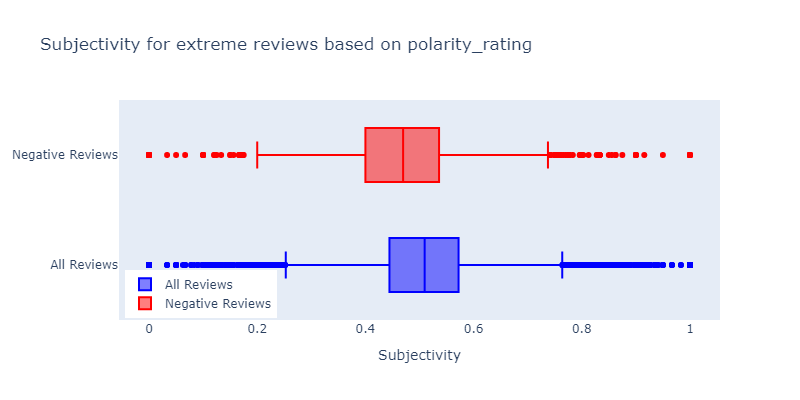 Subjectivity for extreme reviews based on polarity_rating
Negative Reviews
All Reviews
All Reviews
Negative Reviews
0 0.2 0.4 0.6 0.8 1
Subjectivity